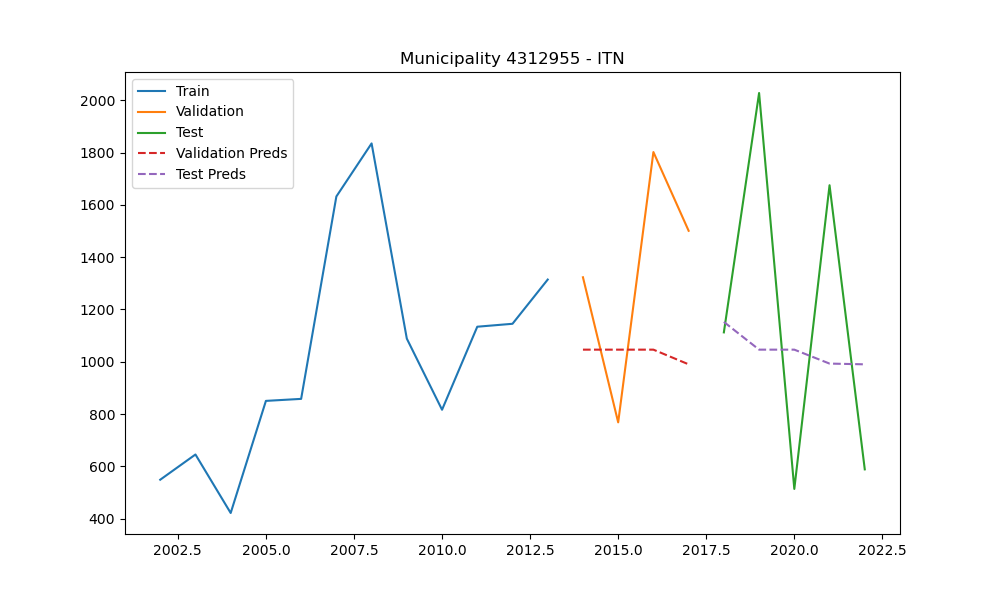 Municipality 4312955 - ITN
Train
Validation
Test
Validation Preds
Test Preds
2000
1800
1600
1400
1200
1000
800
600
400
2002.5 2005.0 2007.5 2010.0 2012.5 2015.0 2017.5 2020.0 2022.5